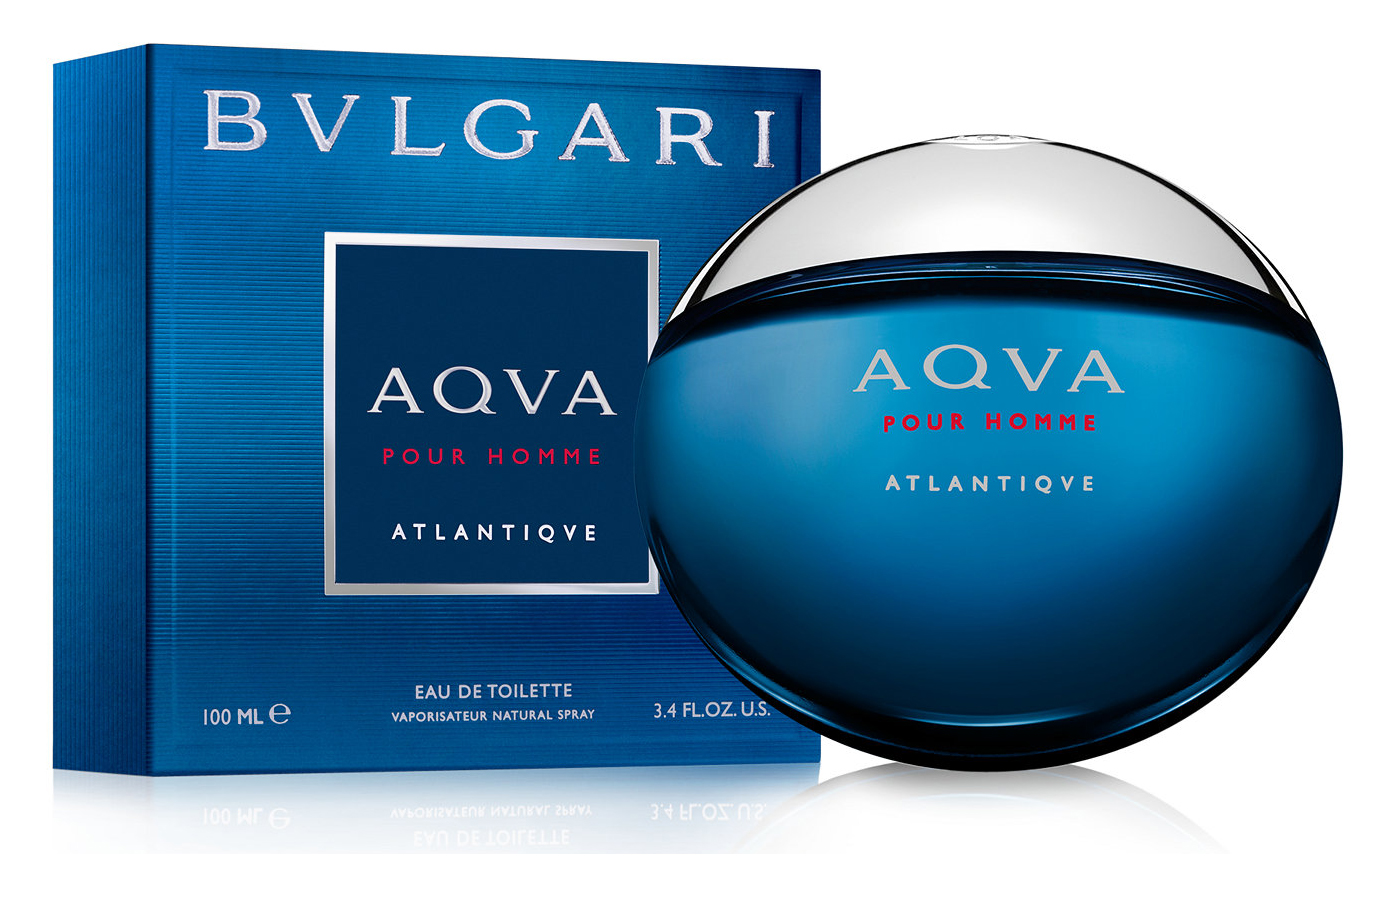 BVLGARI
AQVA
POUR HOMME
ATLANTIQVE
EAU DE TOILETTE
VAPORISATEUR NATURAL SPRAY
100 ML ℮
3.4 FL.OZ. U.S.
AQVA
POUR HOMME
ATLANTIQVE